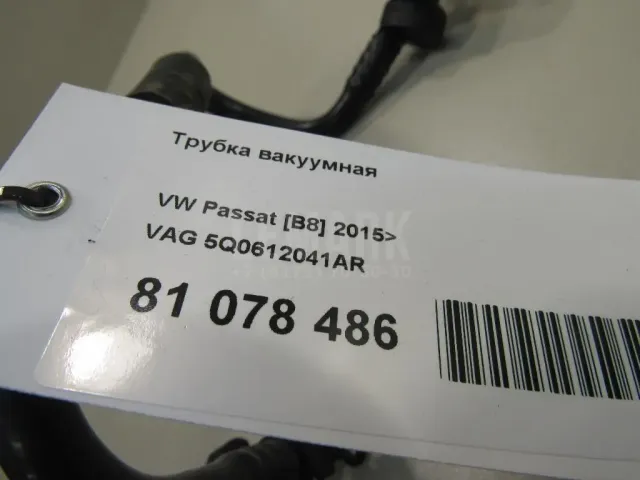 Трубка вакуумная
VW Passat [B8] 2015>
VAG 5Q0612041AR
81 078 486